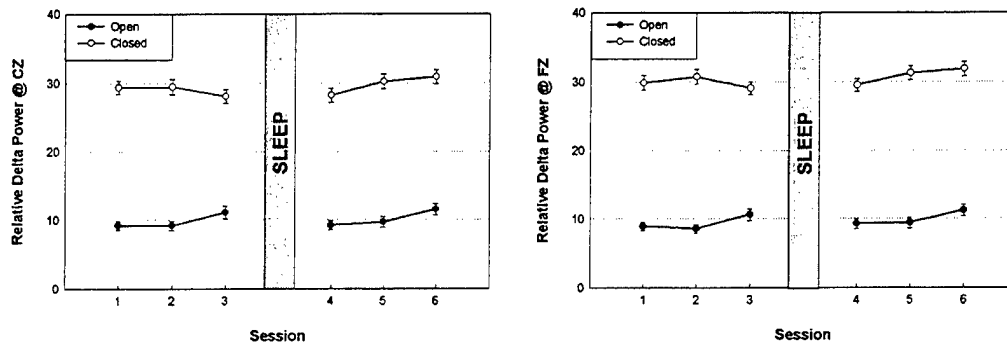 Relative Delta Power @ CZ
40
30
20
10
0
Open
Closed
SLEEP
1 2 3 4 5 6
Session
Relative Delta Power @ FZ
40
30
20
10
0
Open
Closed
SLEEP
1 2 3 4 5 6
Session